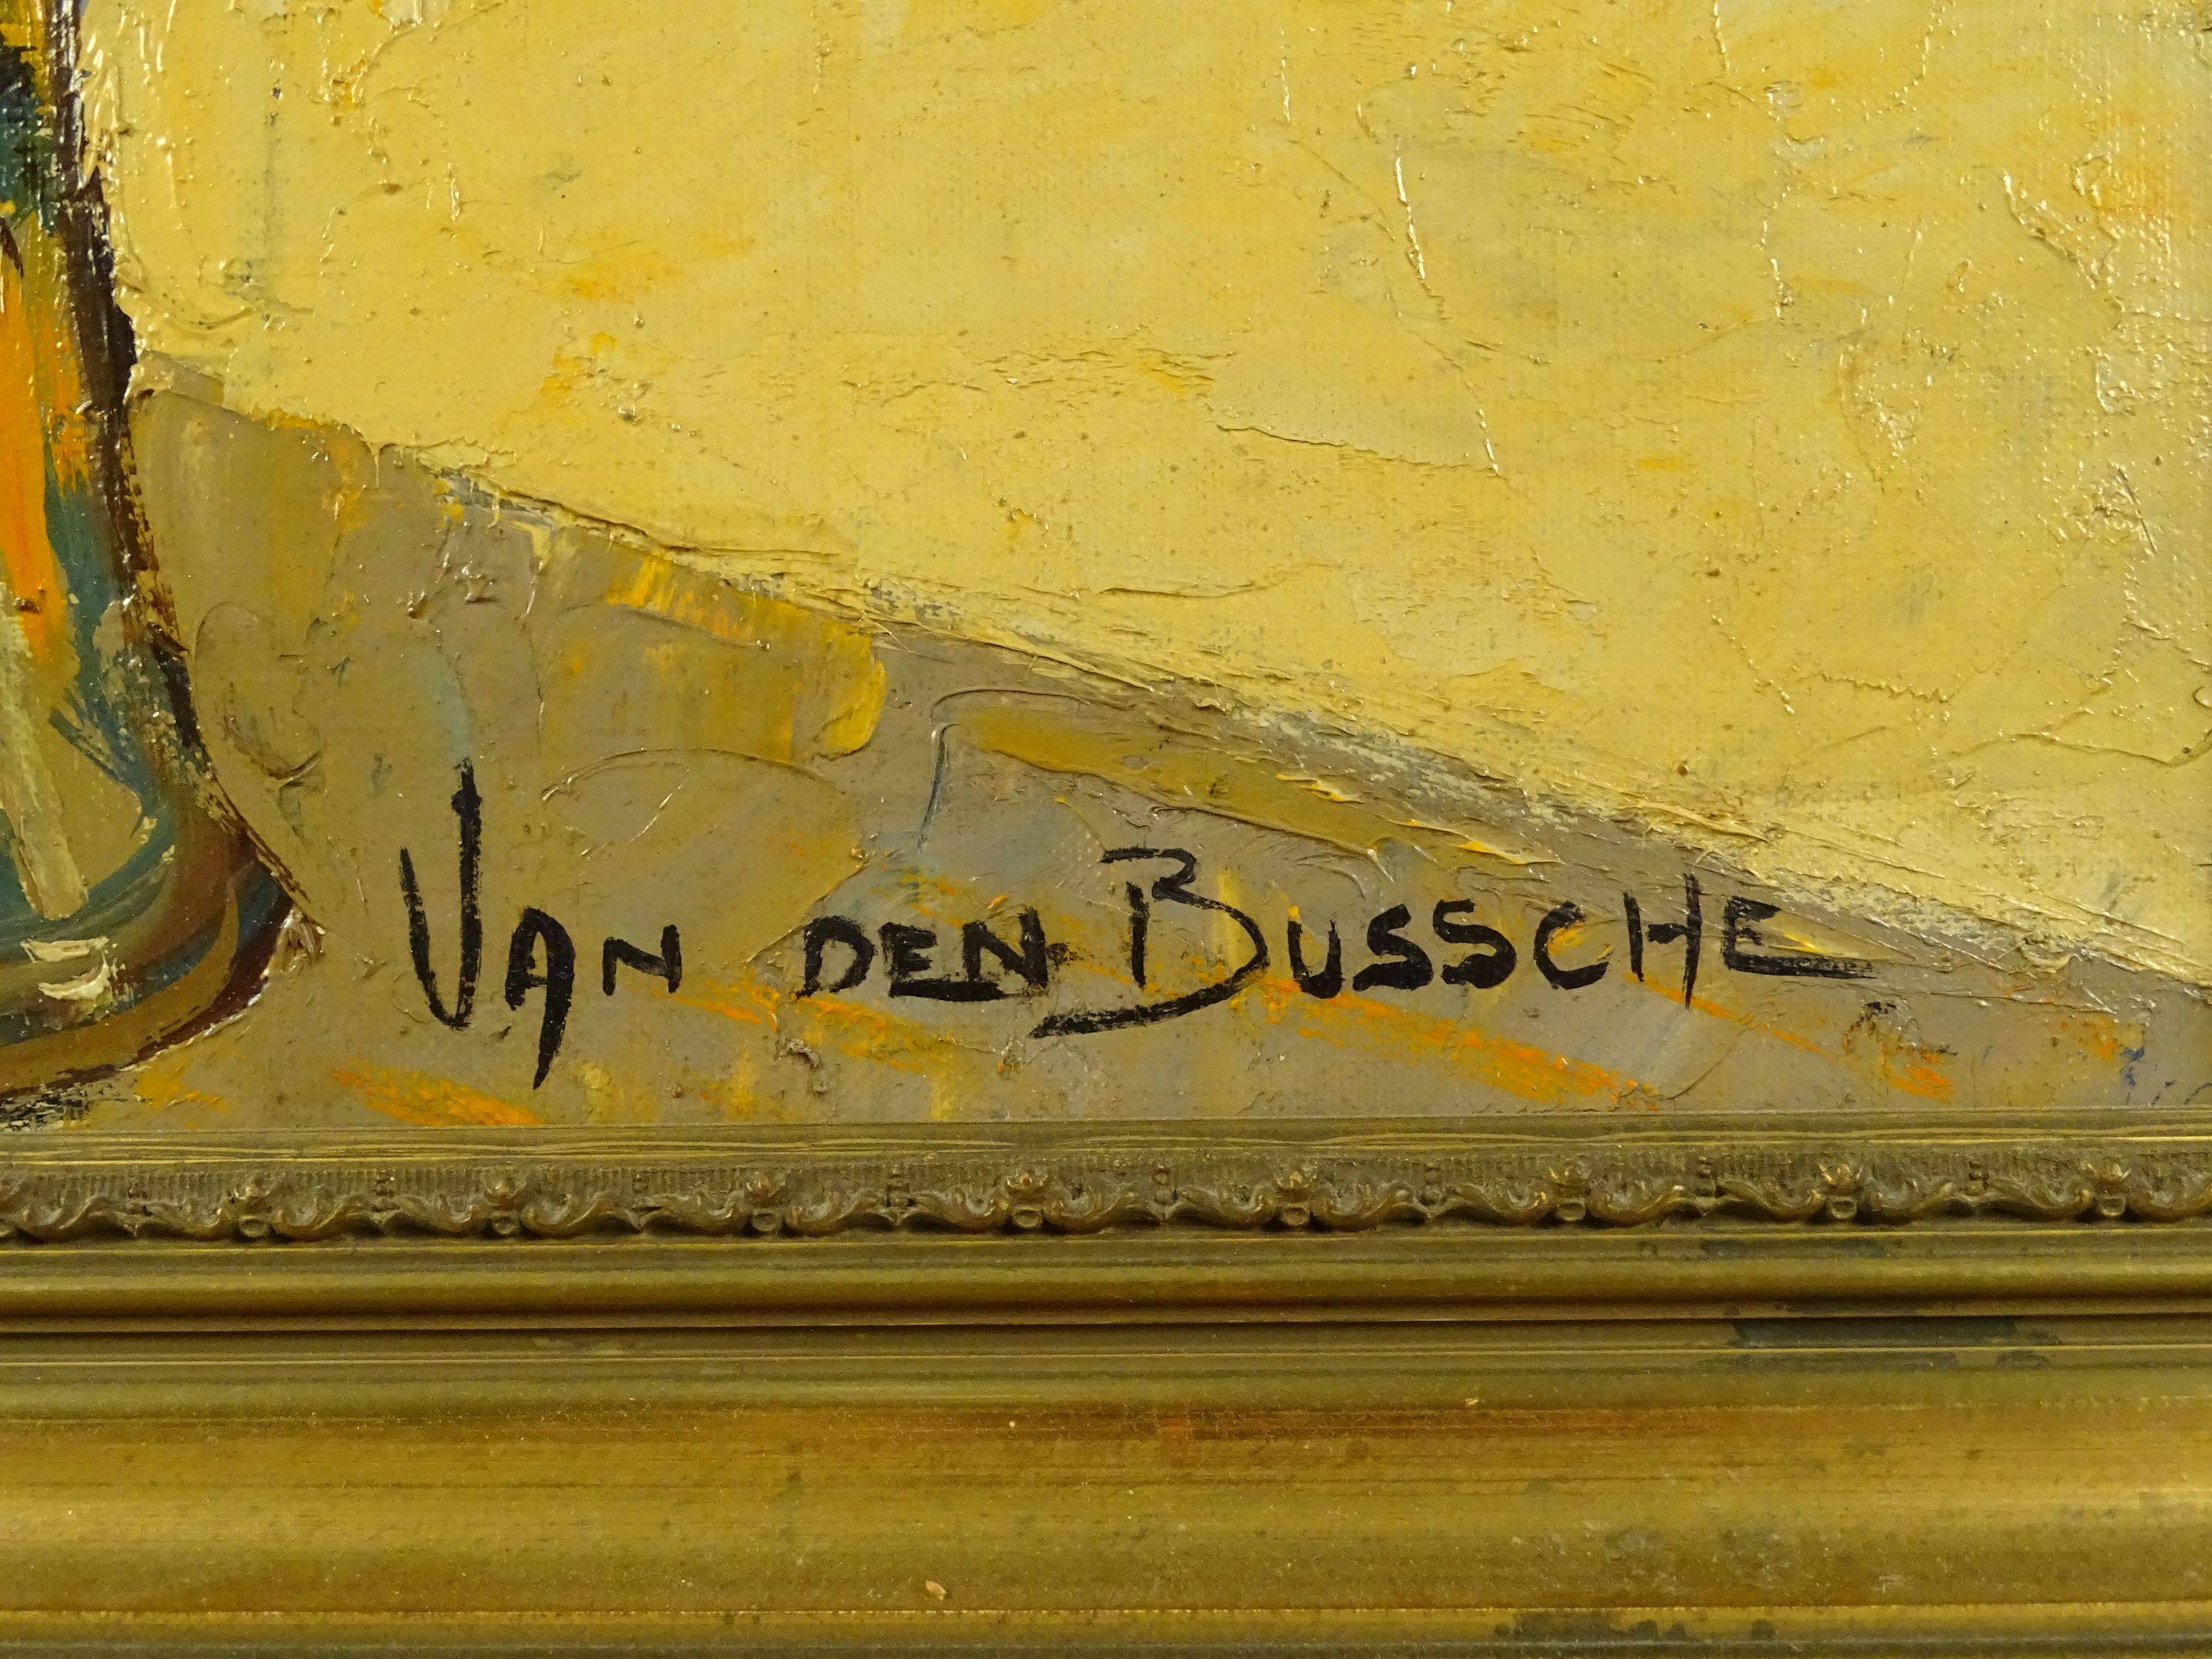 VAN DEN BUSSCHE